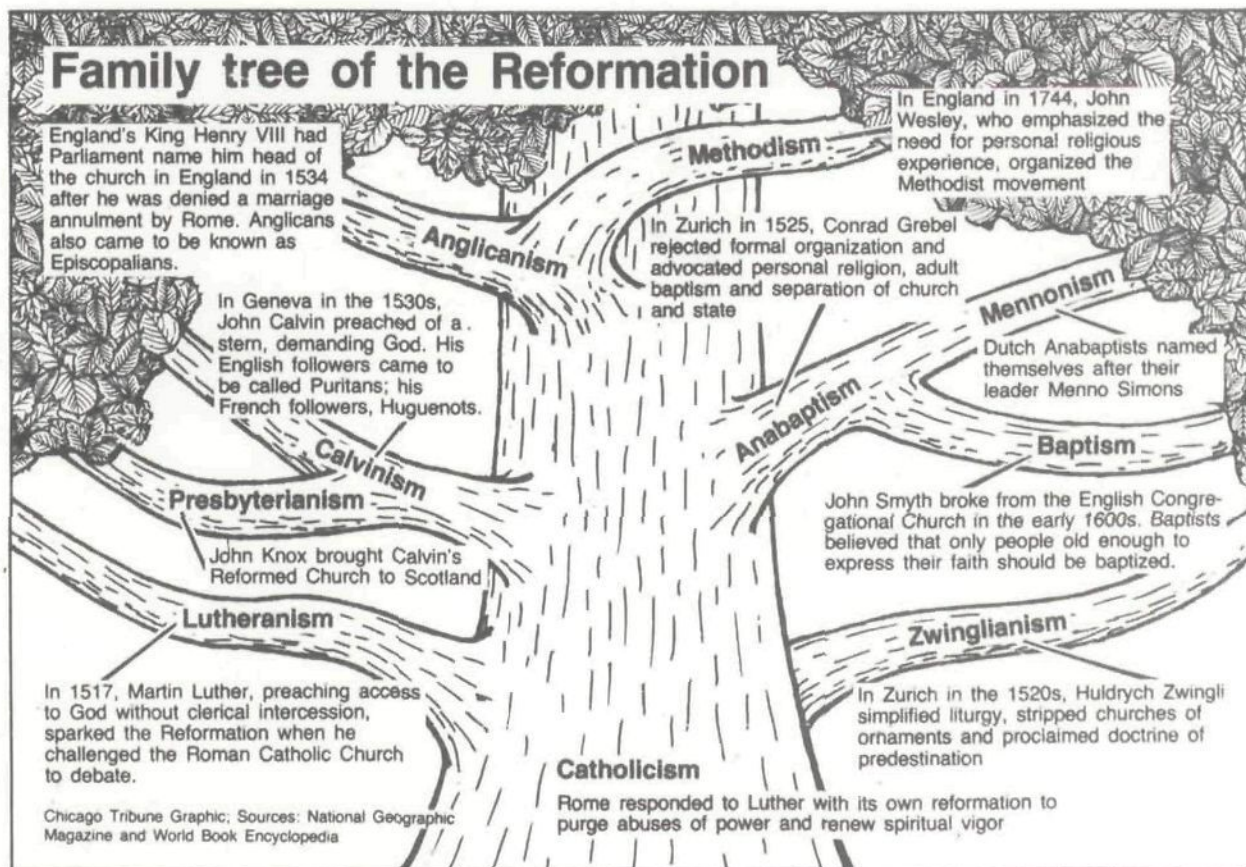 Family tree of the Reformation
England's King Henry VIII had
Parliament name him head of
the church in England in 1534
after he was denied a marriage
annulment by Rome. Anglicans
also came to be known as
Episcopalians.
Anglicanism
Methodism
In England in 1744, John
Wesley, who emphasized the
need for personal religious
experience, organized the
Methodist movement
In Zurich in 1525, Conrad Grebel
rejected formal organization and
advocated personal religion, adult
baptism and separation of church
and state
Anabaptism
Mennonism
Dutch Anabaptists named
themselves after their
leader Menno Simons
Baptism
John Smyth broke from the English Congre-
gational Church in the early 1600s. Baptists
believed that only people old enough to
express their faith should be baptized.
In Geneva in the 1530s,
John Calvin preached of a
stern, demanding God. His
English followers came to
be called Puritans; his
French followers, Huguenots.
Calvinism
Presbyterianism
John Knox brought Calvin's
Reformed Church to Scotland
Lutheranism
In 1517, Martin Luther, preaching access
to God without clerical intercession,
sparked the Reformation when he
challenged the Roman Catholic Church
to debate.
Zwinglianism
In Zurich in the 1520s, Huldrych Zwingli
simplified liturgy, stripped churches of
ornaments and proclaimed doctrine of
predestination
Catholicism
Rome responded to Luther with its own reformation to
purge abuses of power and renew spiritual vigor
Chicago Tribune Graphic; Sources: National Geographic
Magazine and World Book Encyclopedia